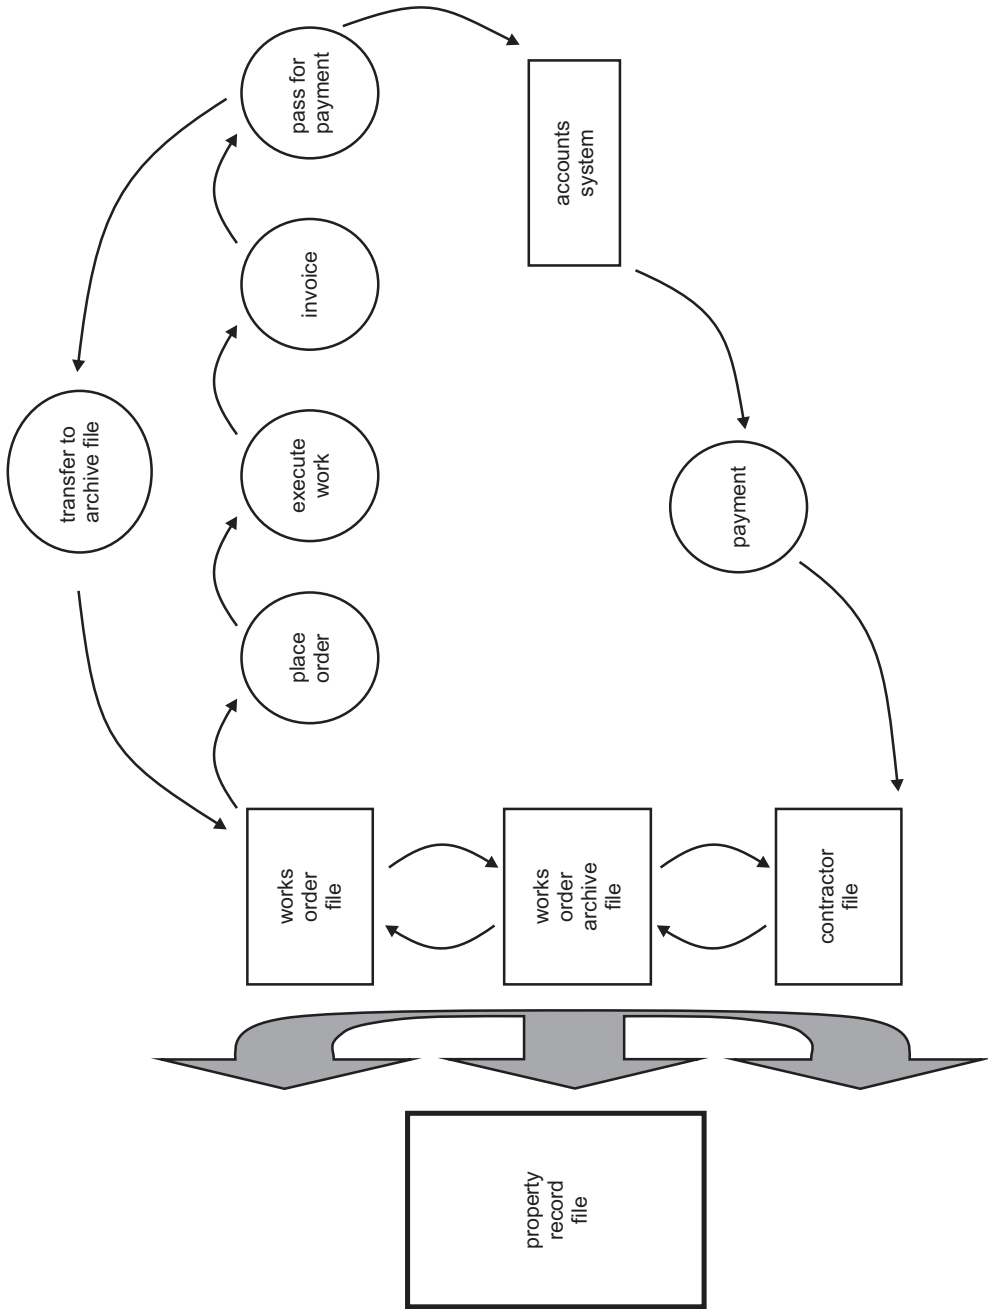 property
record
file
works
order
file
works
order
archive
file
contractor
file
transfer to
archive file
place
order
execute
work
invoice
pass for
payment
accounts
system
payment